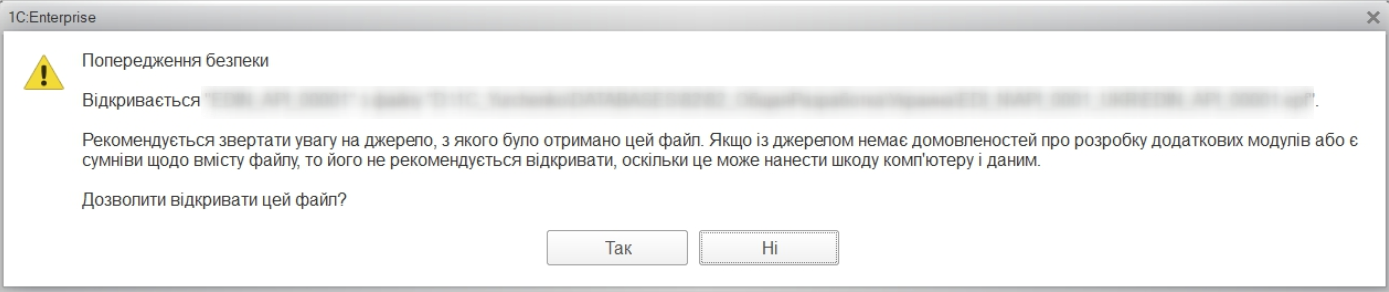 1C:Enterprise
Попередження безпеки
Відкривається
Рекомендується звертати увагу на джерело, з якого було отримано цей файл. Якщо із джерелом немає домовленостей про розробку додаткових модулів або є
сумніви щодо вмісту файлу, то його не рекомендується відкривати, оскільки це може нанести шкоду комп'ютеру і даним.
Дозволити відкривати цей файл?
Так
Ні